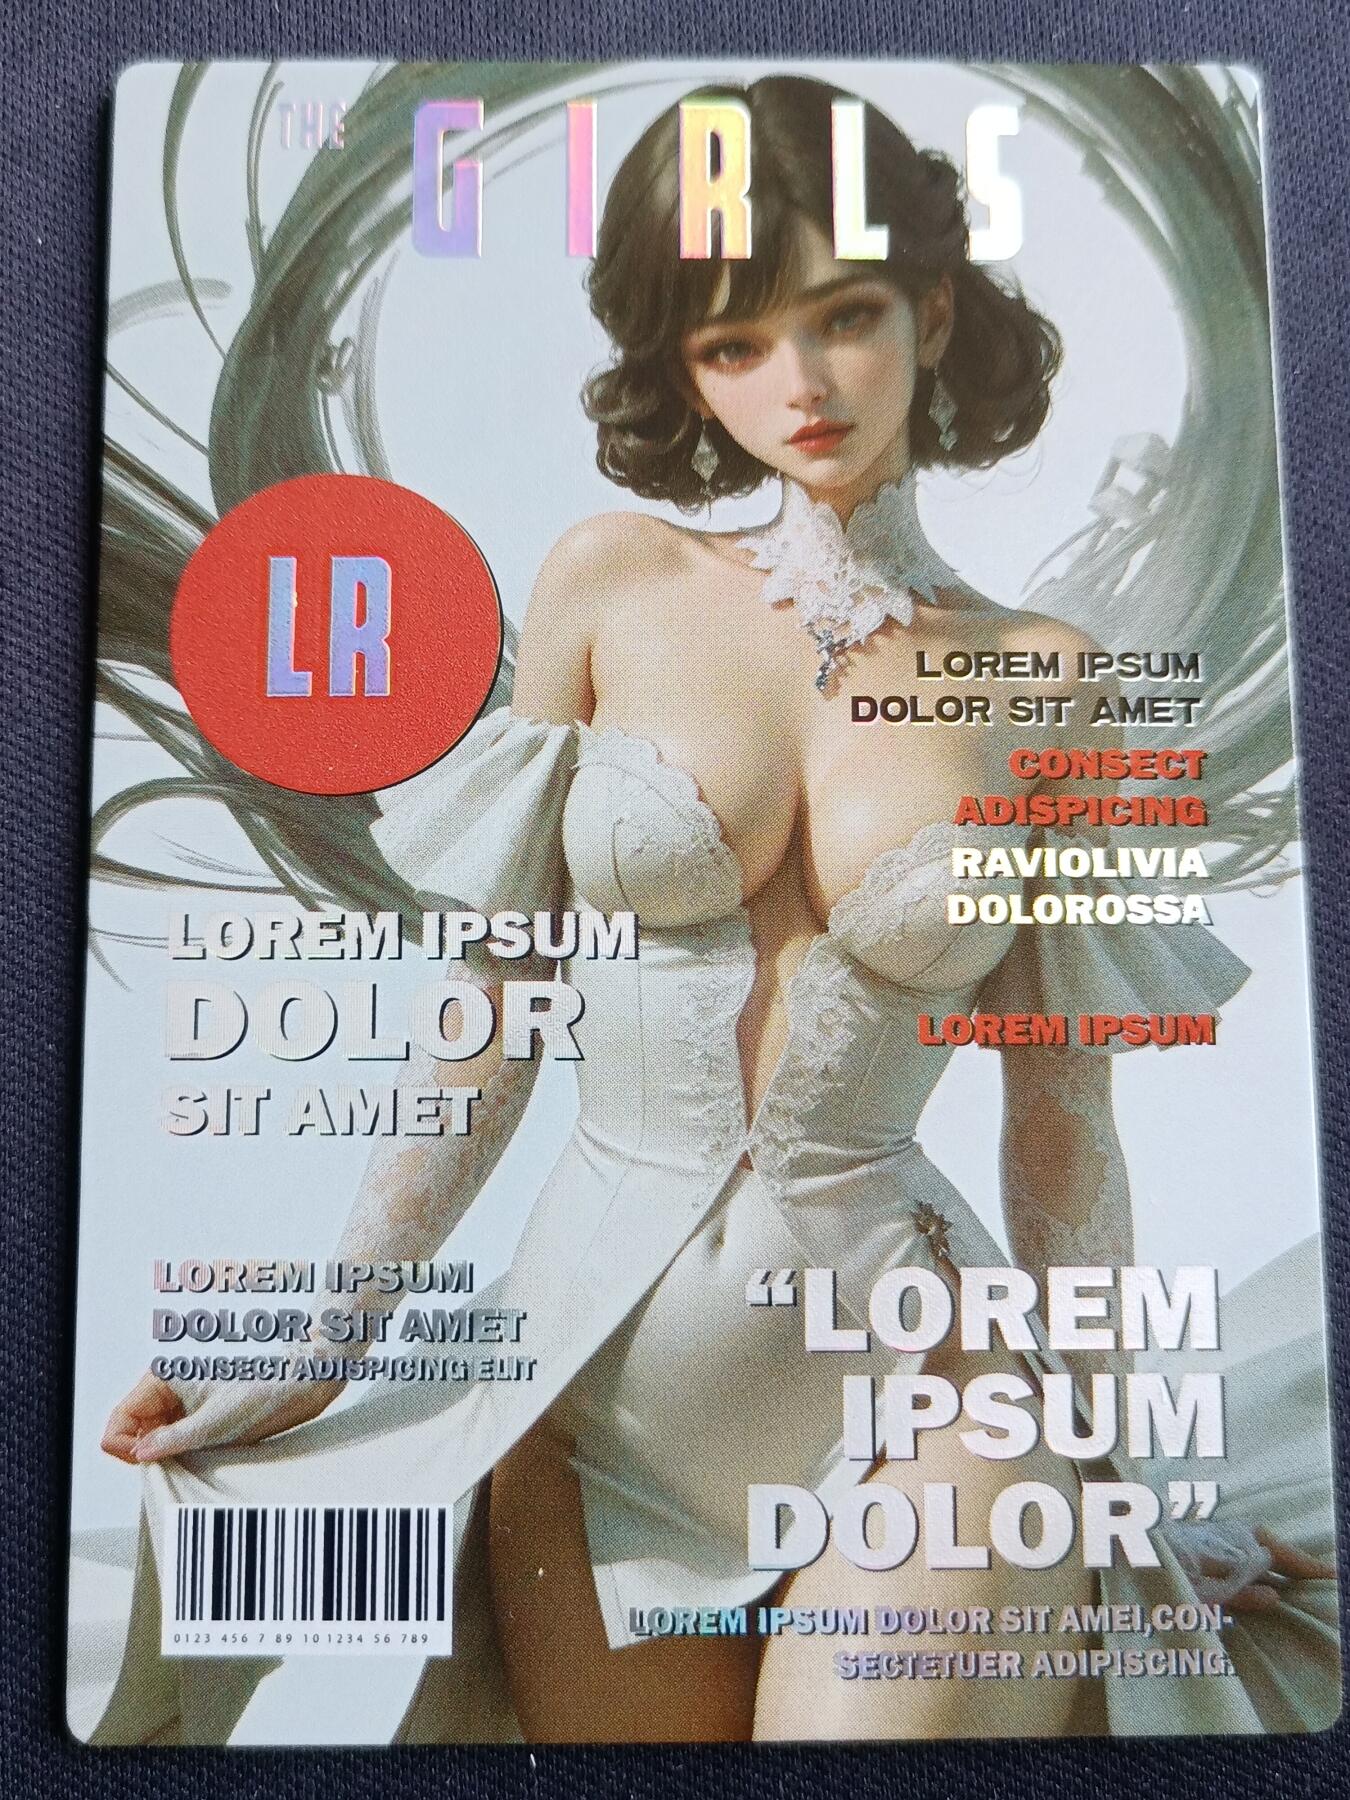 THE GIRLS
LR
LOREM IPSUM
DOLOR SIT AMET
CONSECT
ADISPICING
RAVIOLIVIA
DOLOROSSA
LOREM IPSUM
LOREM IPSUM
DOLOR
SIT AMET
LOREM IPSUM
DOLOR SIT AMET
CONSECT ADISPICING ELIT
“LOREM
IPSUM
DOLOR”
LOREM IPSUM DOLOR SIT AMEI,CON-
SECTETUER ADIPISCING.
0123 456 7 89 10 1234 56 789